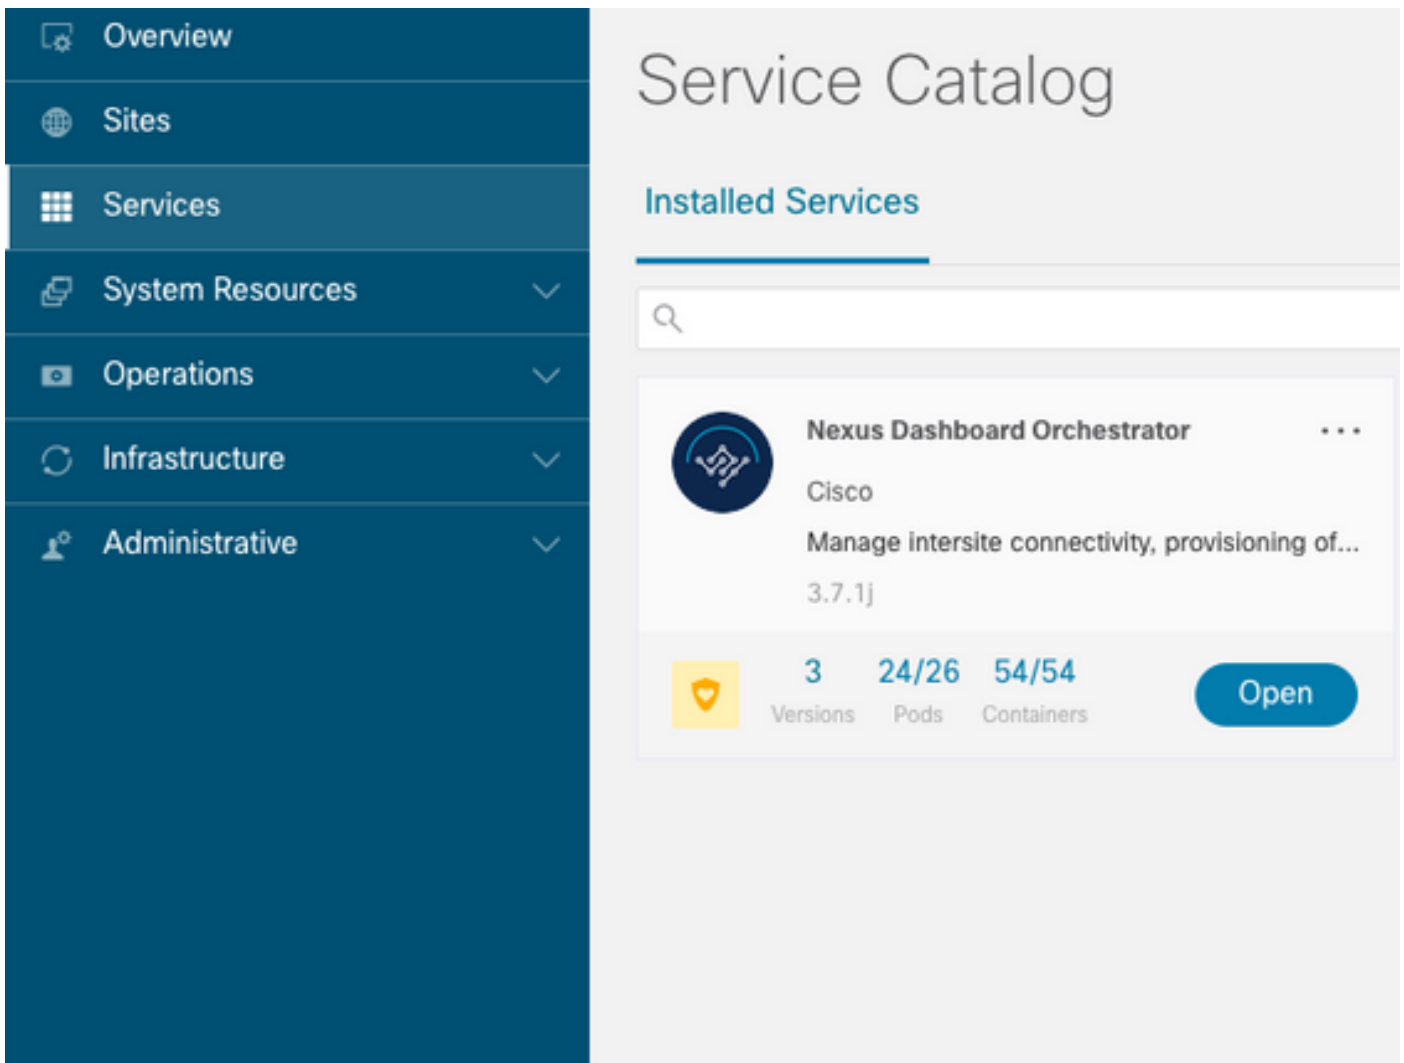 Overview
Sites
Services
System Resources
Operations
Infrastructure
Administrative
Service Catalog
Installed Services
Nexus Dashboard Orchestrator
Cisco
Manage intersite connectivity, provisioning of...
3.7.1j
3 24/26 54/54
Versions Pods Containers
Open